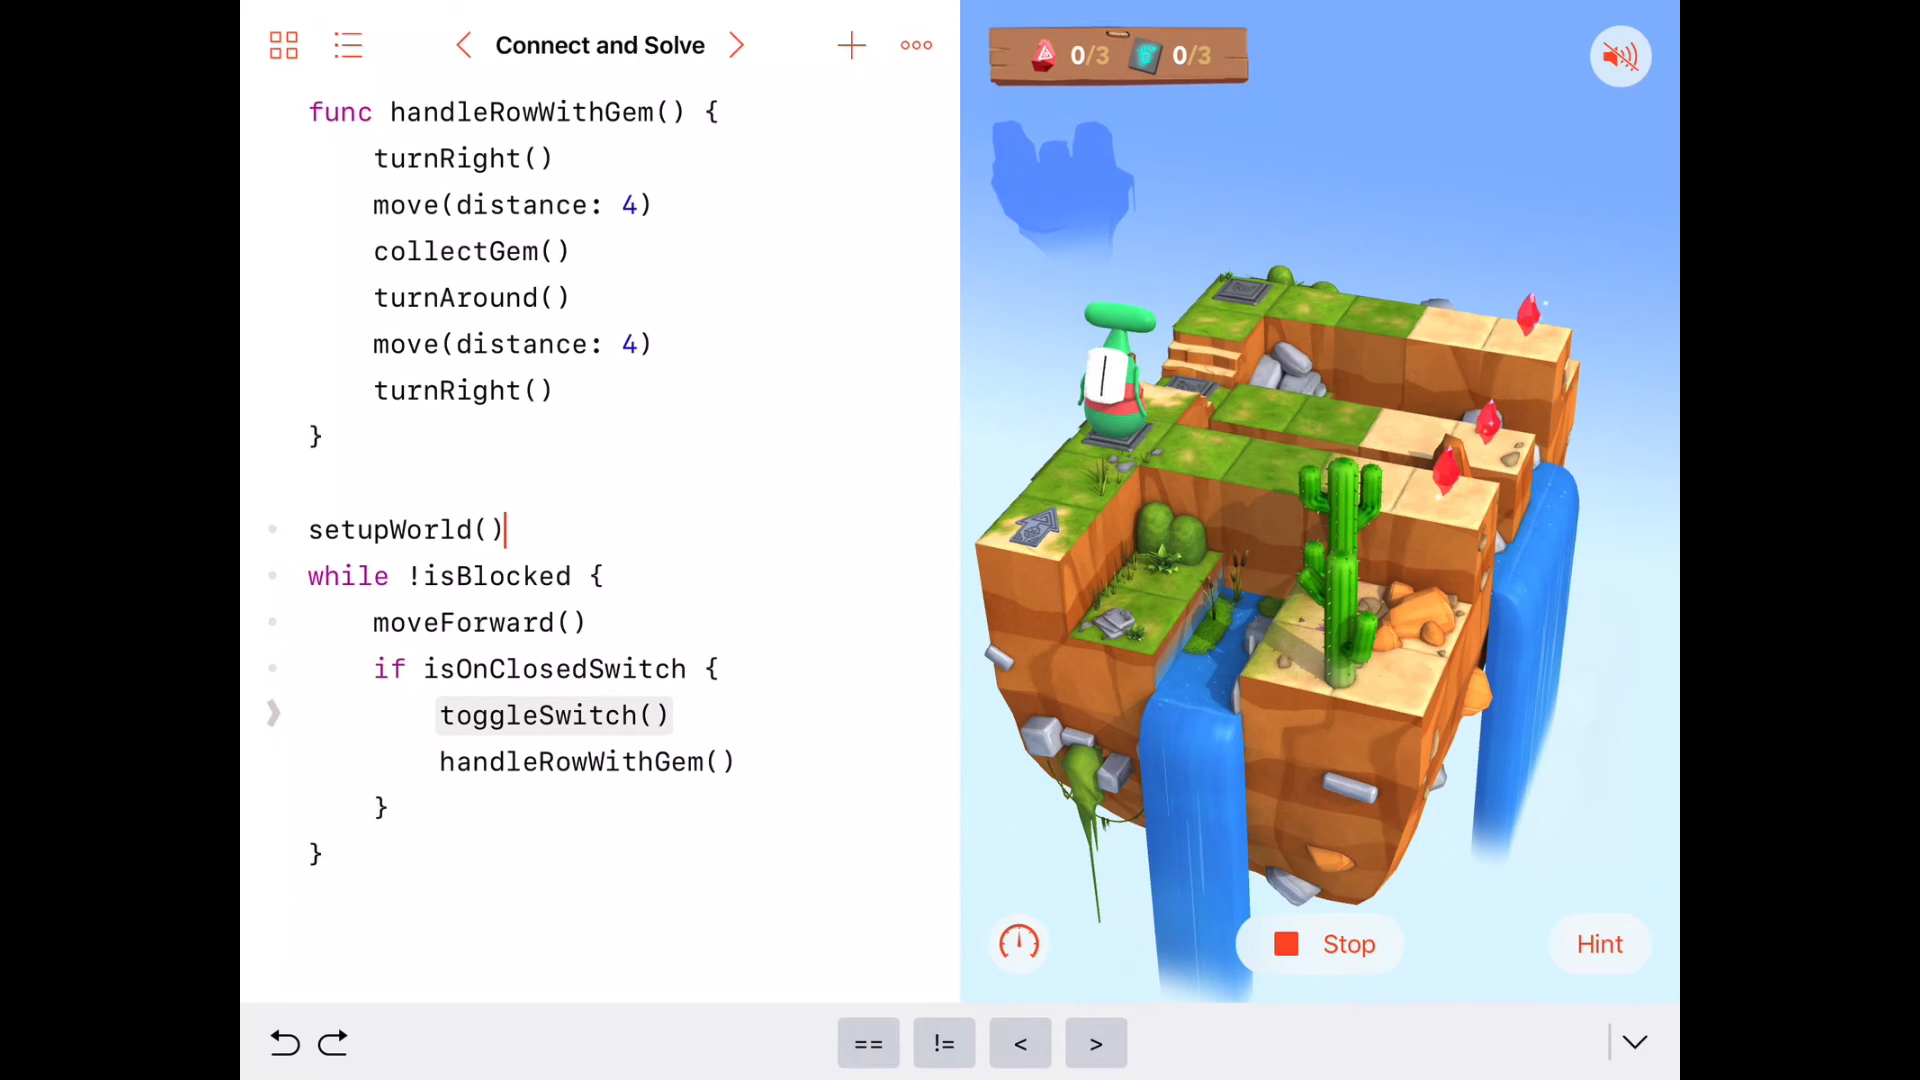 Connect and Solve
func handleRowWithGem() {
turnRight()
move(distance: 4)
collectGem()
turnAround()
move(distance: 4)
turnRight()
}
setupWorld()
while !isBlocked {
moveForward()
if isOnClosedSwitch {
toggleSwitch()
handleRowWithGem()
}
}
0/3 0/3
Stop
Hint
== != < >